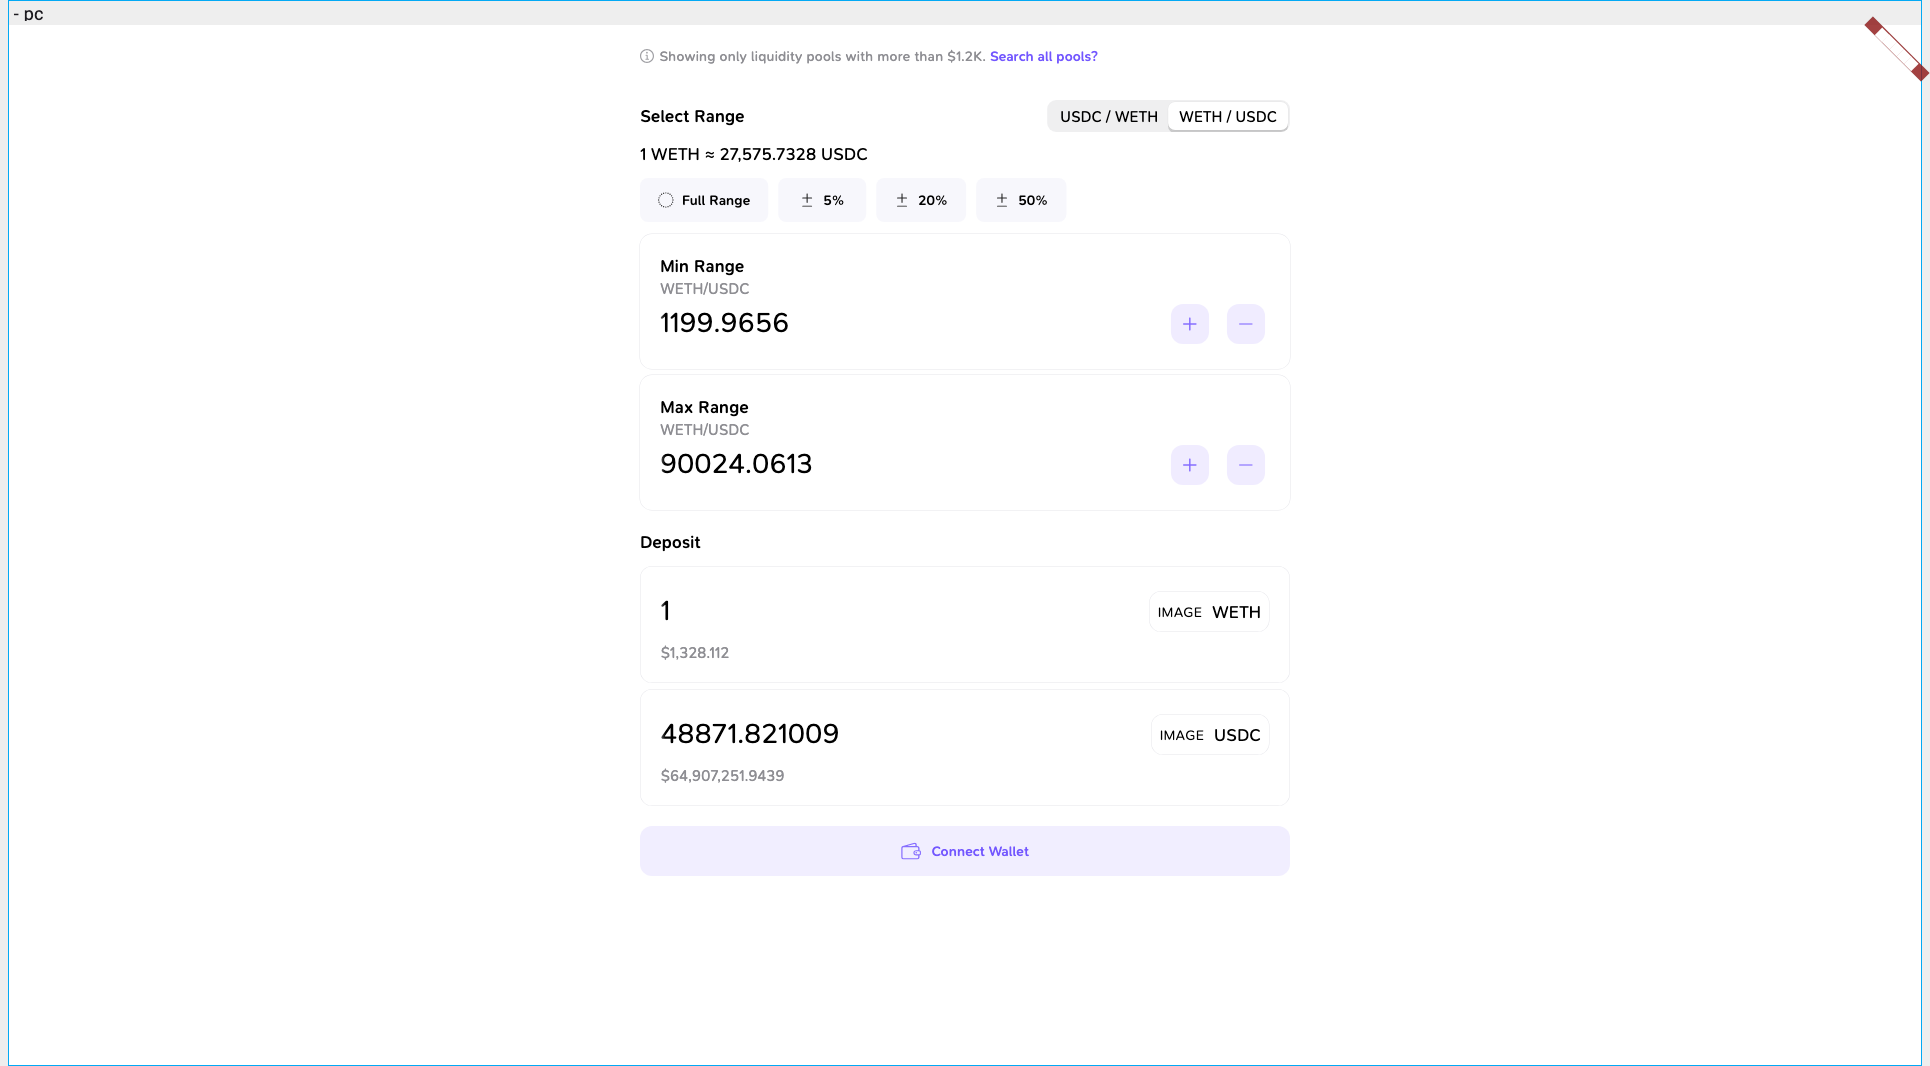 - pc
Showing only liquidity pools with more than $1.2K. Search all pools?
Select Range
USDC / WETH
WETH / USDC
1 WETH ≈ 27,575.7328 USDC
Full Range
± 5%
± 20%
± 50%
Min Range
WETH/USDC
1199.9656
+ −
Max Range
WETH/USDC
90024.0613
+ −
Deposit
1
IMAGE WETH
$1,328.112
48871.821009
IMAGE USDC
$64,907,251.9439
Connect Wallet